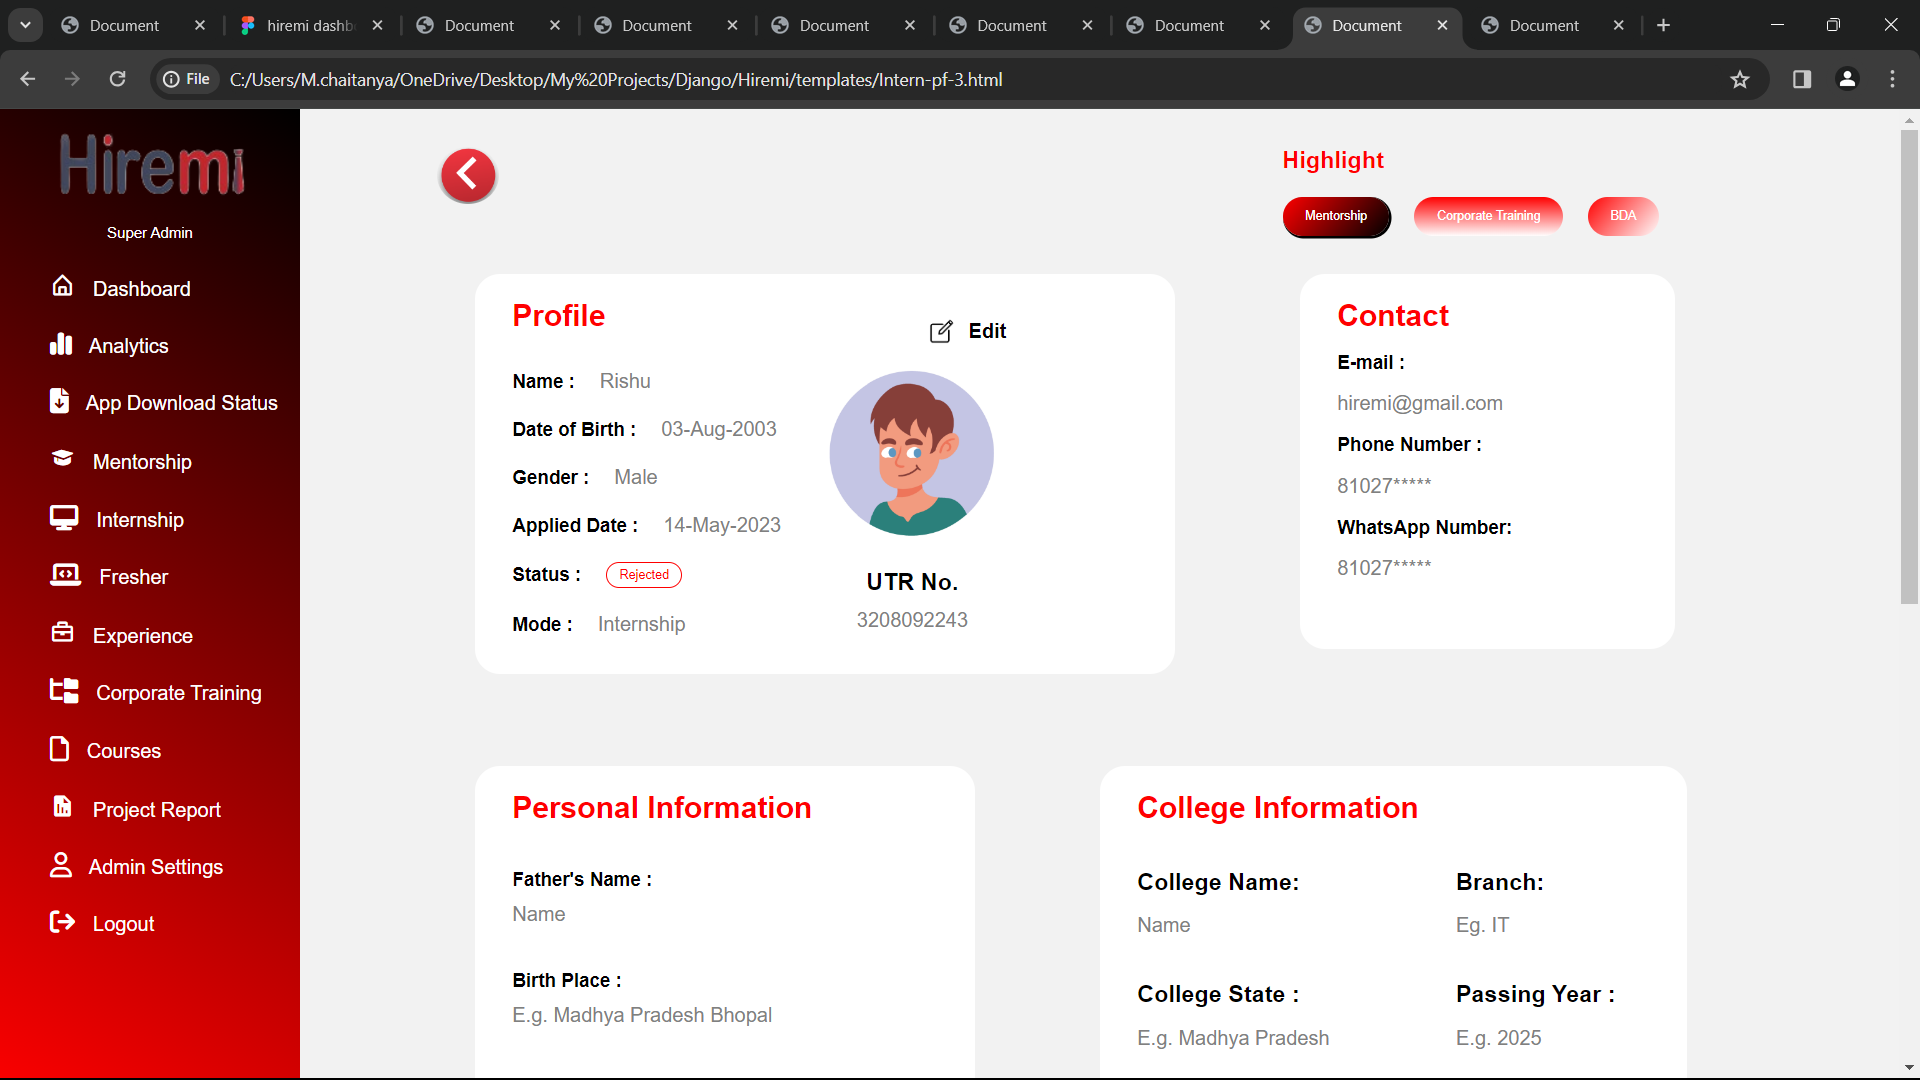 Document
hiremi dashb
Document
Document
Document
Document
Document
Document
Document
File
C:/Users/M.chaitanya/OneDrive/Desktop/My%20Projects/Django/Hiremi/templates/Intern-pf-3.html
Hiremi
Super Admin
Dashboard
Analytics
App Download Status
Mentorship
Internship
Fresher
Experience
Corporate Training
Courses
Project Report
Admin Settings
Logout
Highlight
Mentorship
Corporate Training
BDA
Profile
Edit
Name : Rishu
Date of Birth : 03-Aug-2003
Gender : Male
Applied Date : 14-May-2023
Status : Rejected
Mode : Internship
UTR No.
3208092243
Contact
E-mail :
hiremi@gmail.com
Phone Number :
81027*****
WhatsApp Number:
81027*****
Personal Information
Father's Name :
Name
Birth Place :
E.g. Madhya Pradesh Bhopal
College Information
College Name:
Name
Branch:
Eg. IT
College State :
E.g. Madhya Pradesh
Passing Year :
E.g. 2025